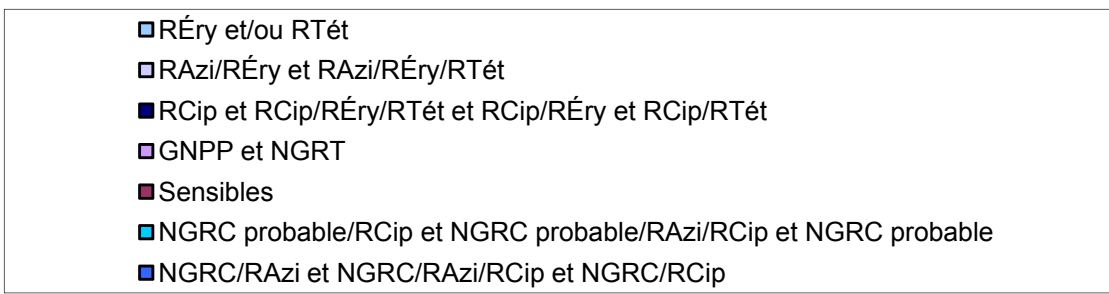 RÉry et/ou RTét
RAzi/RÉry et RAzi/RÉry/RTét
RCip et RCip/RÉry/RTét et RCip/RÉry et RCip/RTét
GNPP et NGRT
Sensibles
NGRC probable/RCip et NGRC probable/RAzi/RCip et NGRC probable
NGRC/RAzi et NGRC/RAzi/RCip et NGRC/RCip